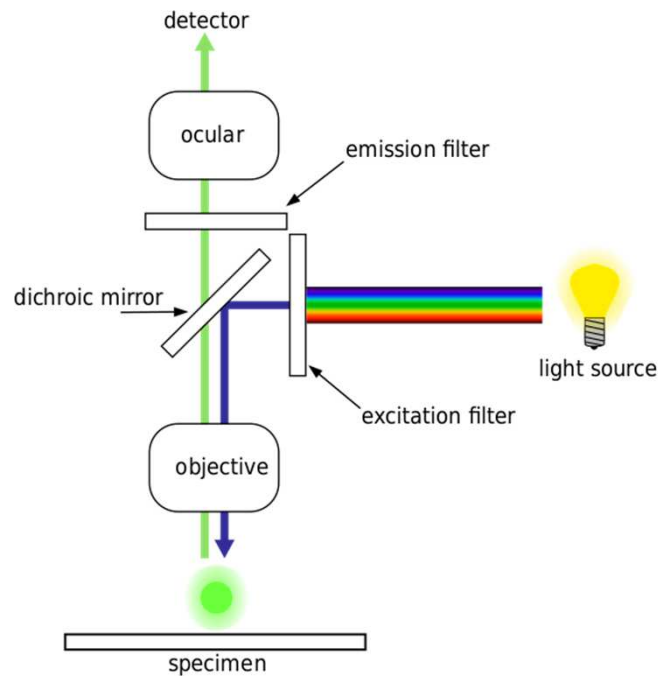 detector
ocular
emission filter
dichroic mirror
light source
excitation filter
objective
specimen